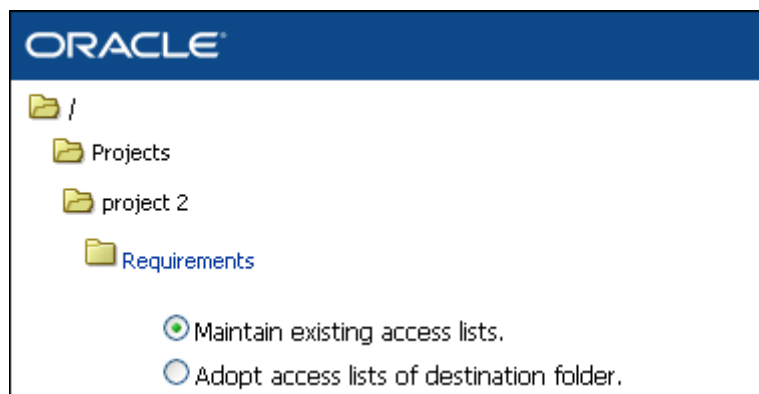 ORACLE
/
Projects
project 2
Requirements
Maintain existing access lists.
Adopt access lists of destination folder.